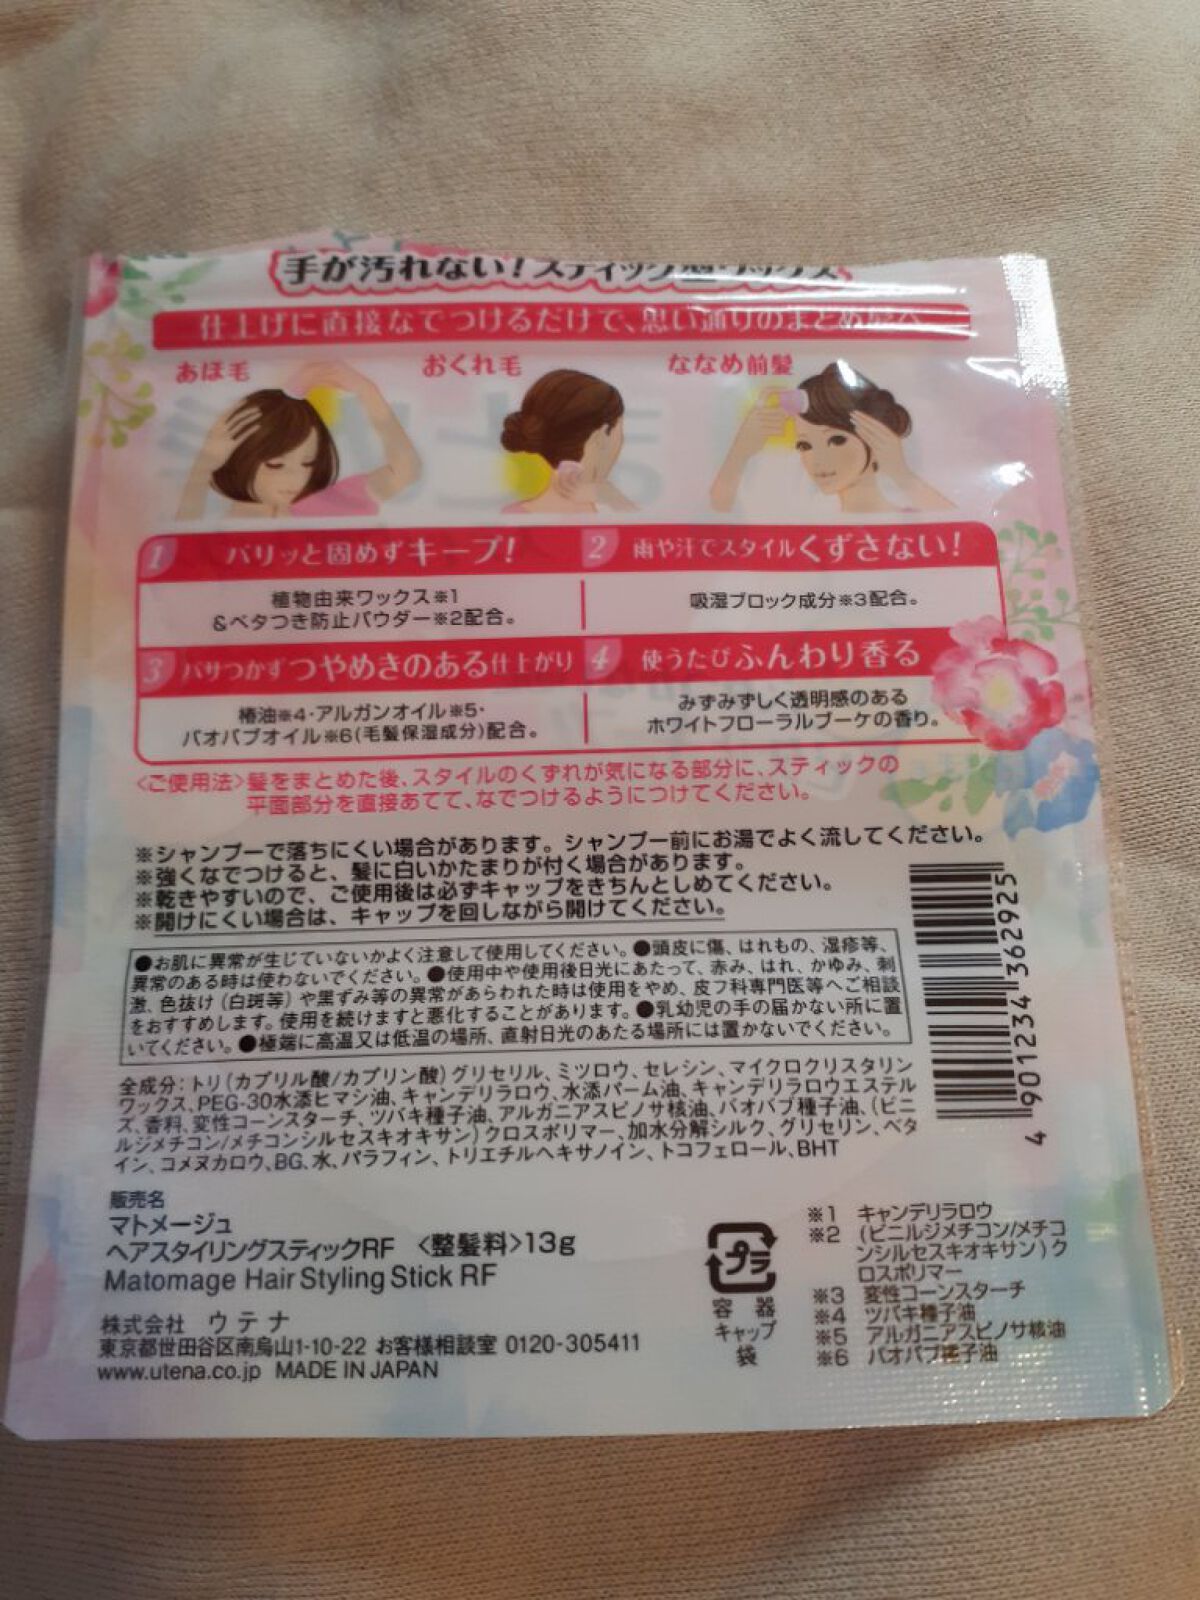 手が汚れない!スティック型ワックス
仕上げに直接なでつけるだけで、思い通りのまとめ髪へ
あほ毛
おくれ毛
ななめ前髪
1 バリッと固めずキープ!
2 雨や汗でスタイルくずさない!
植物由来ワックス※1
&ベタつき防止パウダー※2配合。
吸湿ブロック成分※3配合。
3 パサつかずつやめきのある仕上がり
4 使うたびふんわり香る
椿油※4・アルガンオイル※5・
バオバブオイル※6(毛髪保湿成分)配合。
みずみずしく透明感のある
ホワイトフローラルブーケの香り。
<ご使用法>髪をまとめた後、スタイルのくずれが気になる部分に、スティックの
平面部分を直接あてて、なでつけるようにつけてください。
※シャンプーで落ちにくい場合があります。シャンプー前にお湯でよく流してください。
※強くなでつけると、髪に白いかたまりが付く場合があります。
※乾きやすいので、ご使用後は必ずキャップをきちんとしめてください。
※開けにくい場合は、キャップを回しながら開けてください。
●お肌に異常が生じていないかよく注意して使用してください。●頭皮に傷、はれもの、湿疹等、
異常のある時は使わないでください。●使用中や使用後日光にあたって、赤み、はれ、かゆみ、刺
激、色抜け(白斑等)や黒ずみ等の異常があらわれた時は使用をやめ、皮フ科専門医等へご相談
をおすすめします。使用を続けますと悪化することがあります。●乳幼児の手の届かない所に置
いてください。●極端に高温又は低温の場所、直射日光のあたる場所には置かないでください。
全成分:トリ(カプリル酸/カプリン酸)グリセリル、ミツロウ、セレシン、マイクロクリスタリン
ワックス、PEG-30水添ヒマシ油、キャンデリラロウ、水添パーム油、キャンデリラロウエステル
ズ、香料、変性コーンスターチ、ツバキ種子油、アルガニアスピノサ核油、バオバブ種子油、(ビニ
ルジメチコン/メチコンシルセスキオキサン)クロスポリマー、加水分解シルク、グリセリン、ベタ
イン、コメヌカロウ、BG、水、パラフィン、トリエチルヘキサノイン、トコフェロール、BHT
4 901234 362925
販売名
マトメージュ
ヘアスタイリングスティックRF 〈整髪料〉13g
Matomage Hair Styling Stick RF
株式会社 ウテナ
東京都世田谷区南烏山1-10-22 お客様相談室 0120-305411
www.utena.co.jp MADE IN JAPAN
プラ
容器
キャップ
袋
※1 キャンデリラロウ
※2 (ビニルジメチコン/メチコ
ンシルセスキオキサン)ク
ロスポリマー
※3 変性コーンスターチ
※4 ツバキ種子油
※5 アルガニアスピノサ核油
※6 バオバブ種子油